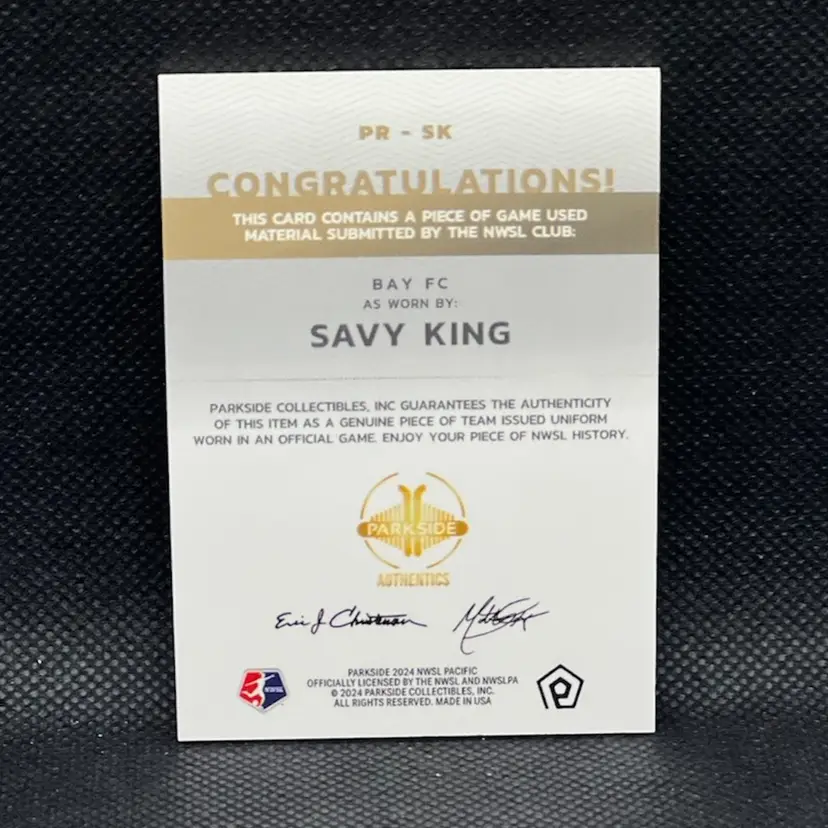 PR - SK
CONGRATULATIONS!
THIS CARD CONTAINS A PIECE OF GAME USED
MATERIAL SUBMITTED BY THE NWSL CLUB:
BAY FC
AS WORN BY:
SAVY KING
PARKSIDE COLLECTIBLES, INC GUARANTEES THE AUTHENTICITY
OF THIS ITEM AS A GENUINE PIECE OF TEAM ISSUED UNIFORM
WORN IN AN OFFICIAL GAME. ENJOY YOUR PIECE OF NWSL HISTORY.
PARKSIDE
AUTHENTICS
Eric J. Christman
PARKSIDE 2024 NWSL PACIFIC
OFFICIALLY LICENSED BY THE NWSL AND NWSLPA
© 2024 PARKSIDE COLLECTIBLES, INC.
ALL RIGHTS RESERVED. MADE IN USA